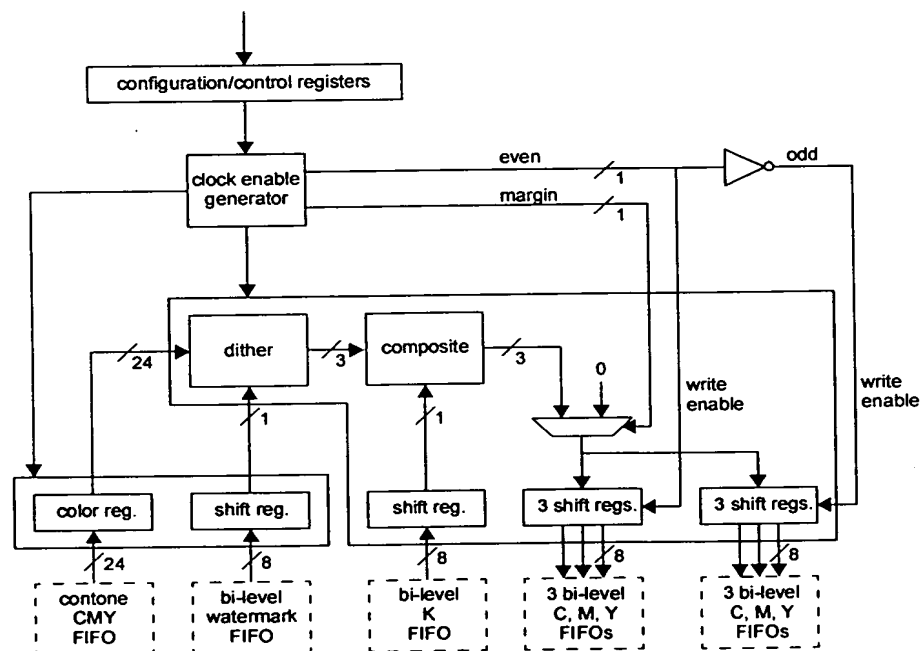 configuration/control registers
clock enable
generator
even
1
odd
margin
1
24
dither
3
composite
3
0
1
1
write
enable
write
enable
color reg.
shift reg.
shift reg.
3 shift regs.
3 shift regs.
24
8
8
8
8
contone
CMY
FIFO
bi-level
watermark
FIFO
bi-level
K
FIFO
3 bi-level
C, M, Y
FIFOs
3 bi-level
C, M, Y
FIFOs